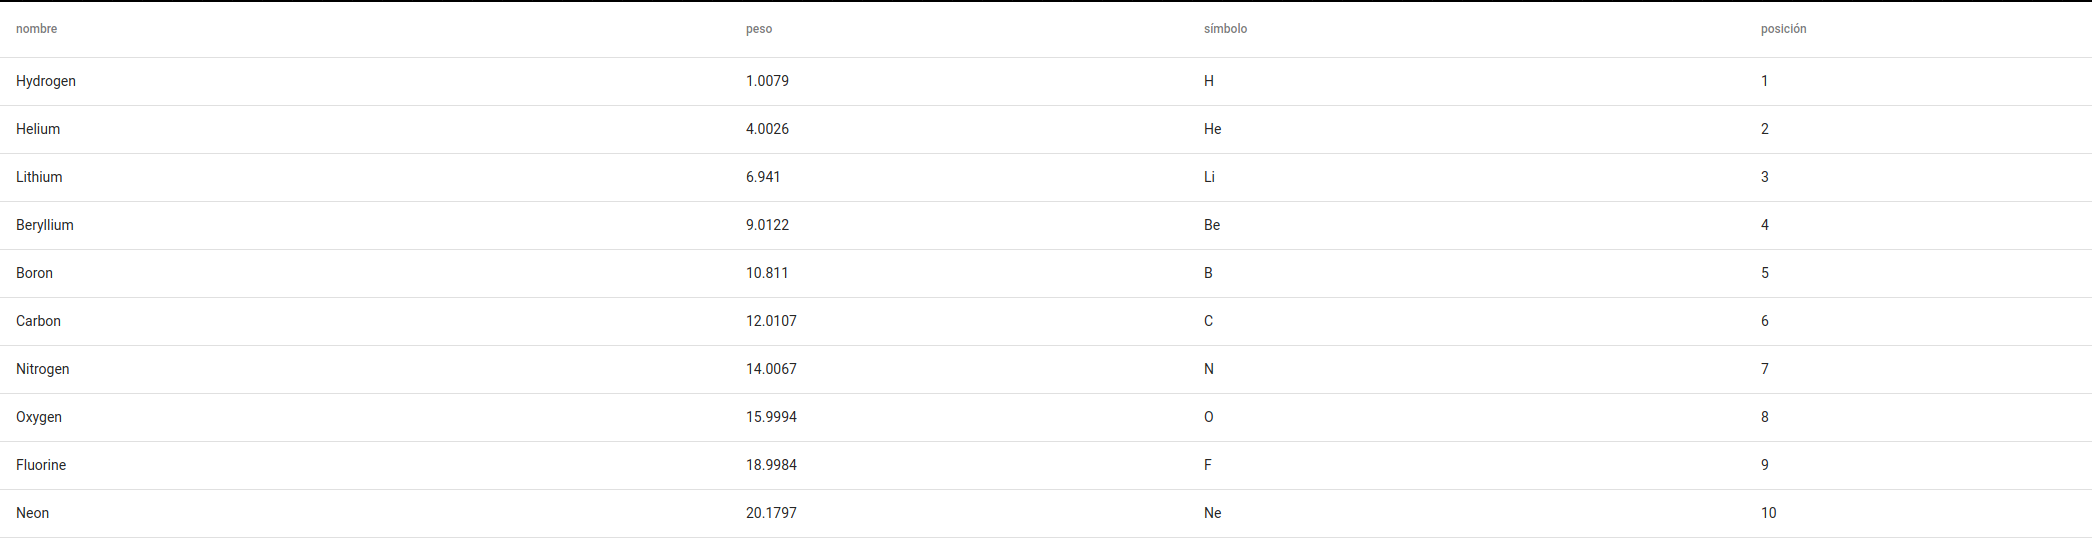 nombre peso símbolo posición
Hydrogen 1.0079 H 1
Helium 4.0026 He 2
Lithium 6.941 Li 3
Beryllium 9.0122 Be 4
Boron 10.811 B 5
Carbon 12.0107 C 6
Nitrogen 14.0067 N 7
Oxygen 15.9994 O 8
Fluorine 18.9984 F 9
Neon 20.1797 Ne 10